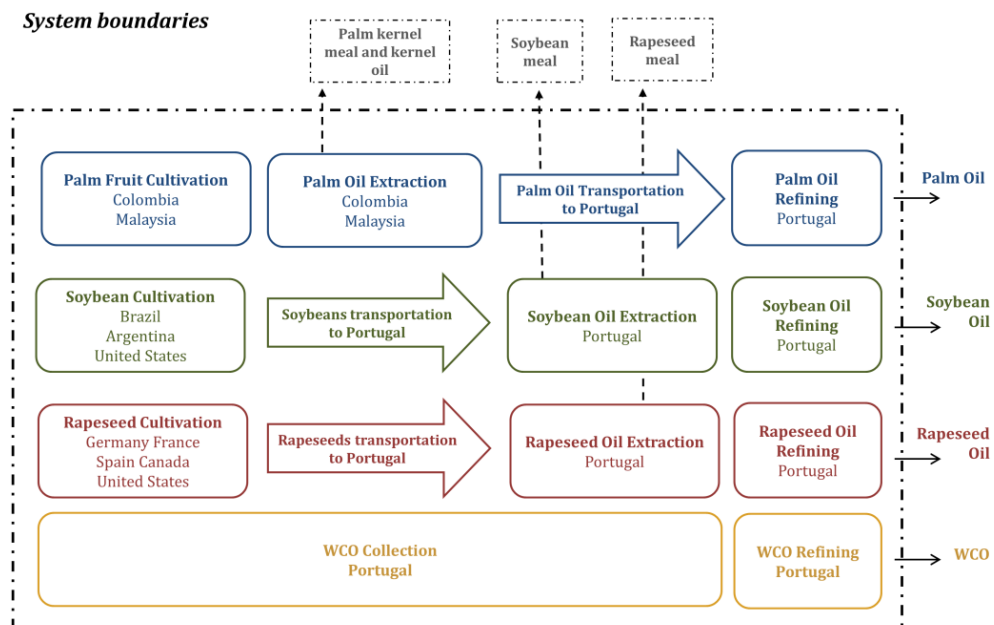 System boundaries
Palm kernel
meal and kernel
oil
Soybean
meal
Rapeseed
meal
Palm Fruit Cultivation
Colombia
Malaysia
Palm Oil Extraction
Colombia
Malaysia
Palm Oil Transportation
to Portugal
Palm Oil
Refining
Portugal
Palm Oil
Soybean Cultivation
Brazil
Argentina
United States
Soybeans transportation
to Portugal
Soybean Oil Extraction
Portugal
Soybean Oil
Refining
Portugal
Soybean
Oil
Rapeseed Cultivation
Germany France
Spain Canada
United States
Rapeseeds transportation
to Portugal
Rapeseed Oil Extraction
Portugal
Rapeseed Oil
Refining
Portugal
Rapeseed
Oil
WCO Collection
Portugal
WCO Refining
Portugal
WCO